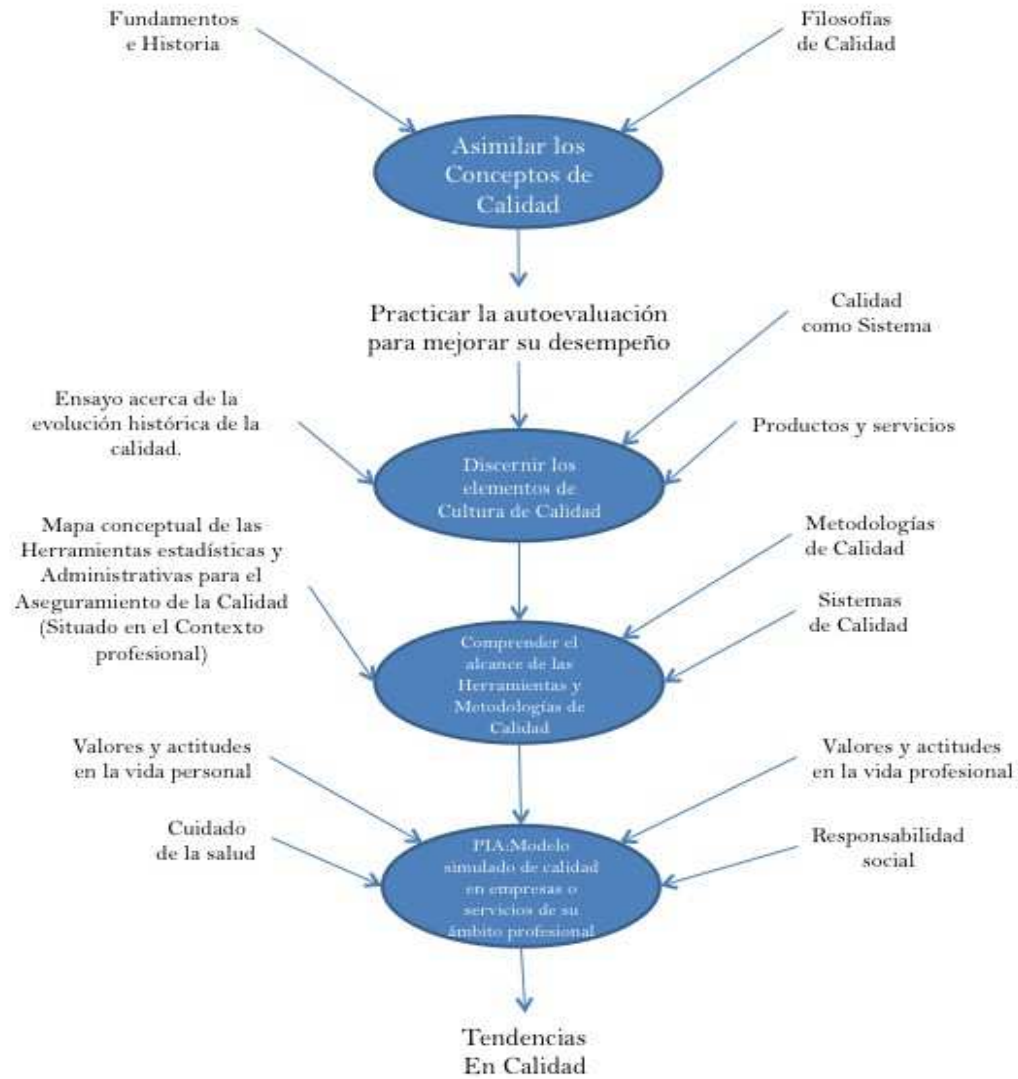 Fundamentos
e Historia
Filosofías
de Calidad
Asimilar los
Conceptos de
Calidad
Practicar la autoevaluación
para mejorar su desempeño
Calidad
como Sistema
Ensayo acerca de la
evolución histórica de la
calidad.
Productos y servicios
Discernir los
elementos de
Cultura de Calidad
Mapa conceptual de las
Herramientas estadísticas y
Administrativas para el
Aseguramiento de la Calidad
(Situado en el Contexto
profesional)
Metodologías
de Calidad
Sistemas
de Calidad
Comprender el
alcance de las
Herramientas y
Metodologías de
Calidad
Valores y actitudes
en la vida personal
Valores y actitudes
en la vida profesional
Cuidado
de la salud
Responsabilidad
social
PIA:Modelo
simulado de calidad
en empresas o
servicios de su
ámbito profesional
Tendencias
En Calidad